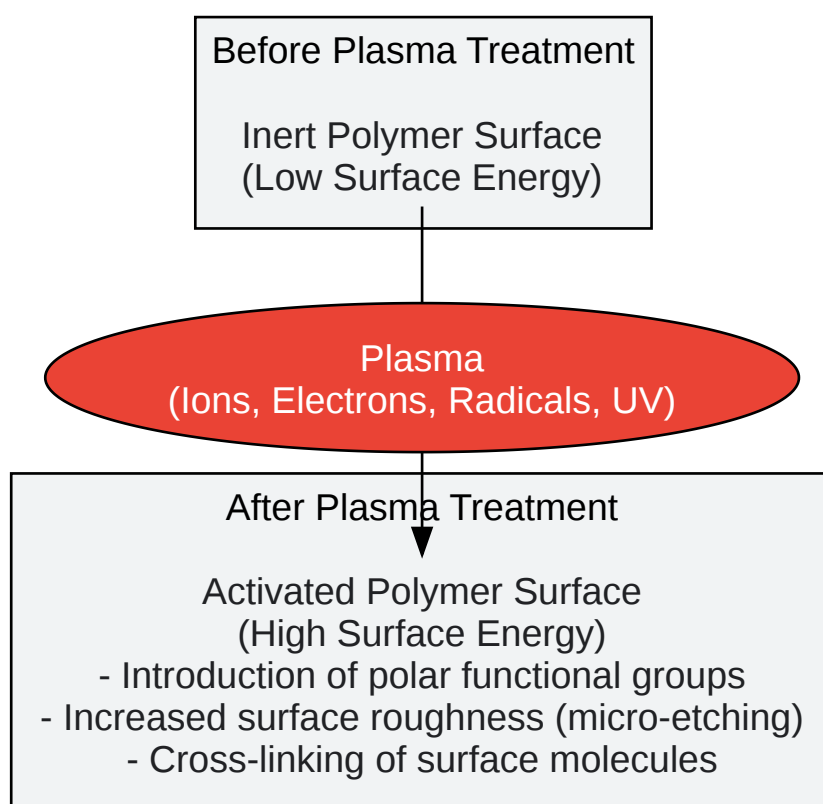 Before Plasma Treatment
Inert Polymer Surface
(Low Surface Energy)
Plasma
(Ions, Electrons, Radicals, UV)
After Plasma Treatment
Activated Polymer Surface
(High Surface Energy)
- Introduction of polar functional groups
- Increased surface roughness (micro-etching)
- Cross-linking of surface molecules